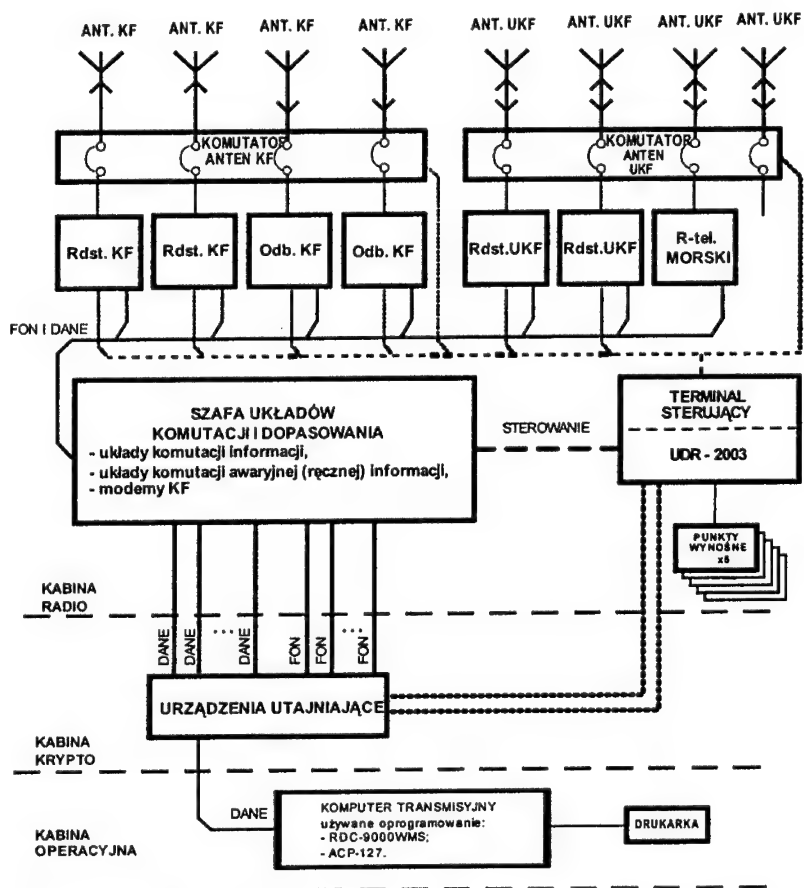 ANT. KF
ANT. KF
ANT. KF
ANT. KF
ANT. UKF
ANT. UKF
ANT. UKF
ANT. UKF
KOMUTATOR
ANTEN KF
KOMUTATOR
ANTEN
UKF
Rdst. KF
Rdst. KF
Odb. KF
Odb. KF
Rdst.UKF
Rdst.UKF
R-tel.
MORSKI
FON I DANE
SZAFA UKŁADÓW
KOMUTACJI I DOPASOWANIA
- układy komutacji informacji,
- układy komutacji awaryjnej (ręcznej) informacji,
- modemy KF
STEROWANIE
TERMINAL
STERUJĄCY
UDR - 2003
PUNKTY
WYNOŚNE
x5
KABINA
RADIO
DANE
DANE
...
DANE
FON
FON
...
FON
URZĄDZENIA UTAJNIAJĄCE
KABINA
KRYPTO
DANE
KOMPUTER TRANSMISYJNY
używane oprogramowanie:
- RDC-9000WMS;
- ACP-127.
DRUKARKA
KABINA
OPERACYJNA